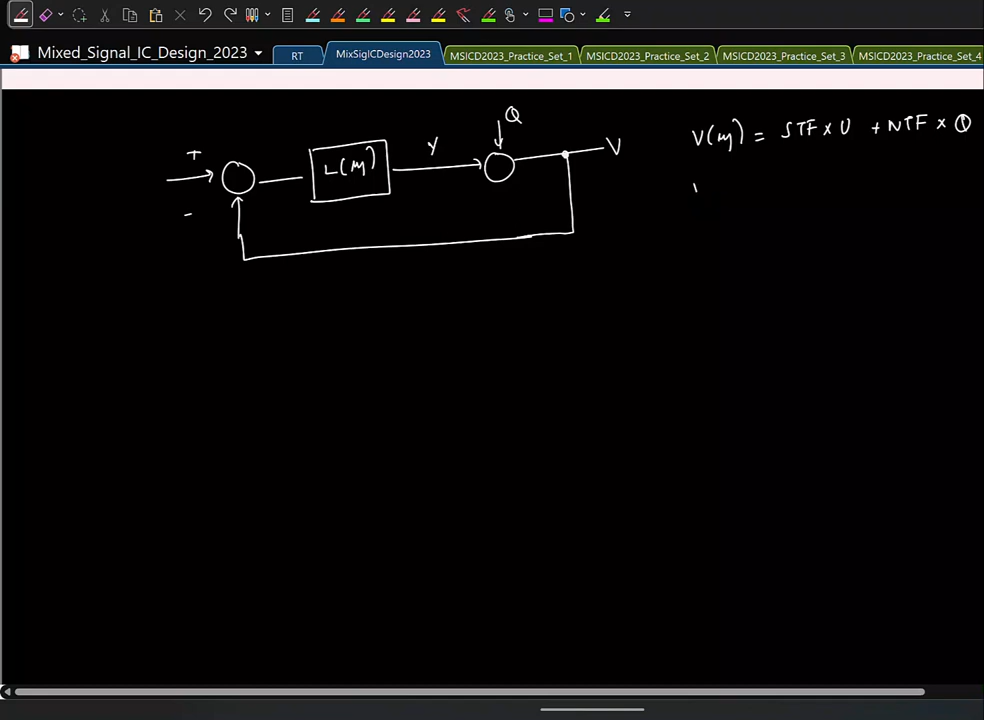 Mixed_Signal_IC_Design_2023
RT
MixSigICDesign2023
MSICD2023_Practice_Set_1
MSICD2023_Practice_Set_2
MSICD2023_Practice_Set_3
MSICD2023_Practice_Set_4
Q
+
L(z)
Y
V
-
V(z) = STF × U + NTF × Q